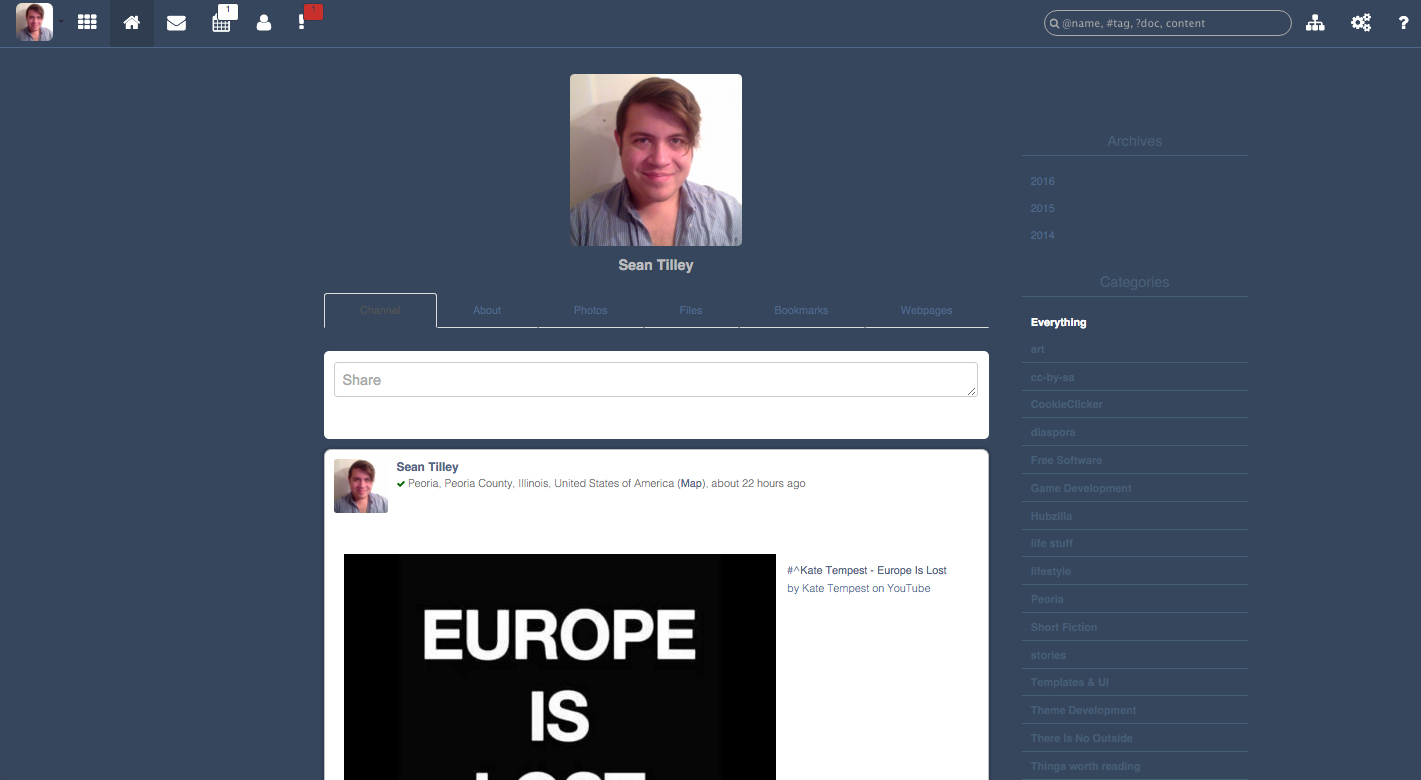 1
1
@name, #tag, ?doc, content
Sean Tilley
Channel About Photos Files Bookmarks Webpages
Share
Sean Tilley
Peoria, Peoria County, Illinois, United States of America (Map), about 22 hours ago
#^Kate Tempest - Europe Is Lost
by Kate Tempest on YouTube
EUROPE
IS
LOST
Archives
2016
2015
2014
Categories
Everything
art
cc-by-sa
CookieClicker
diaspora
Free Software
Game Development
Hubzilla
life stuff
lifestyle
Peoria
Short Fiction
stories
Templates & UI
Theme Development
There Is No Outside
Things worth reading